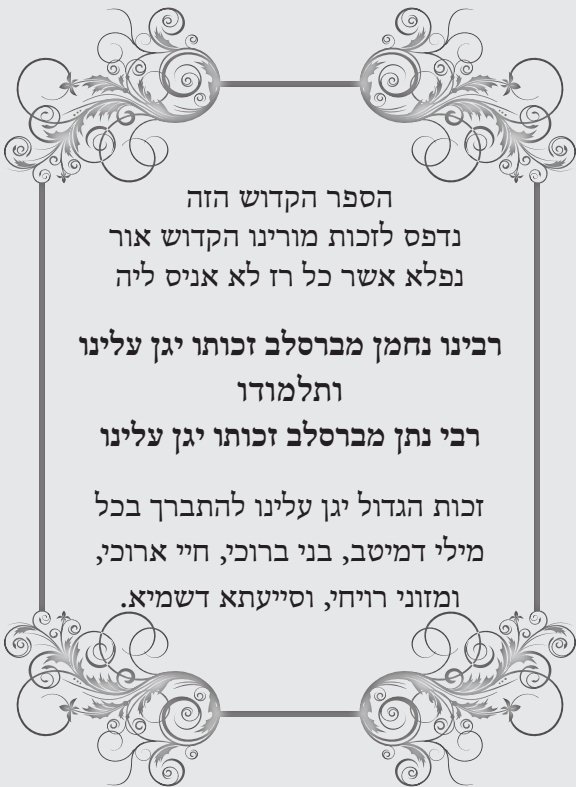 הספר הקדוש הזה
נדפס לזכות מורינו הקדוש אור
נפלא אשר כל רז לא אניס ליה
רבינו נחמן מברסלב זכותו יגן עלינו
ותלמודו
רבי נתן מברסלב זכותו יגן עלינו
זכות הגדול יגן עלינו להתברך בכל
מילי דמיטב, בני ברוכי, חיי ארוכי,
ומזוני רויחי, וסייעתא דשמיא.